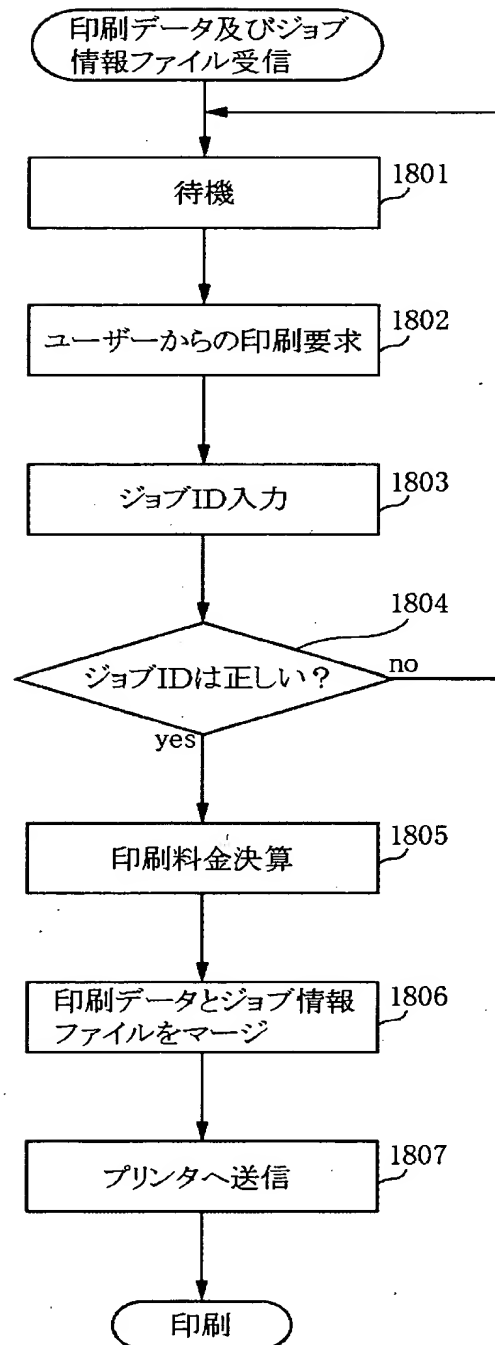 印刷データ及びジョブ
情報ファイル受信
待機
1801
ユーザーからの印刷要求
1802
ジョブID入力
1803
ジョブIDは正しい？
1804
no
yes
印刷料金決算
1805
印刷データとジョブ情報
ファイルをマージ
1806
プリンタへ送信
1807
印刷